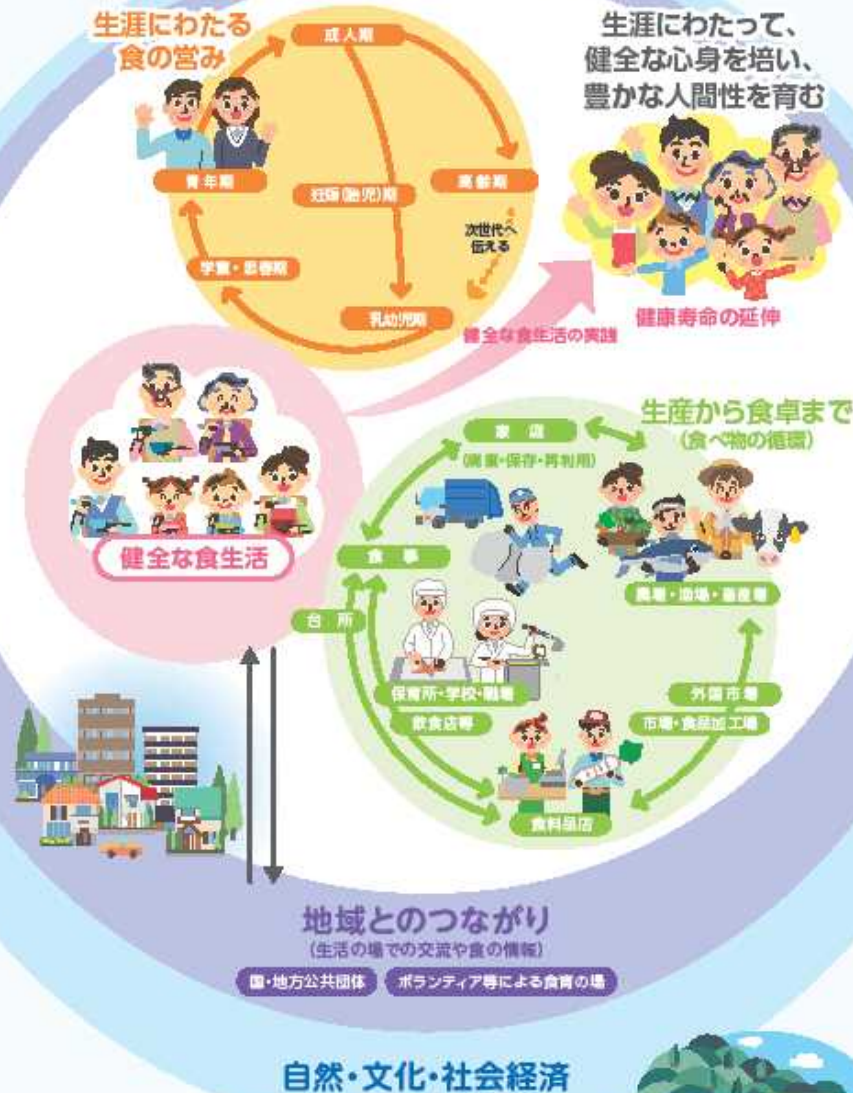 生涯にわたる
食の営み
成人期
青年期
妊娠(胎児)期
高齢期
次世代へ
伝える
学童・思春期
乳幼児期
生涯にわたって、
健全な心身を培い、
豊かな人間性を育む
健康寿命の延伸
健全な食生活の実践
健全な食生活
生産から食卓まで
(食べ物の循環)
家庭
(廃棄・保存・再利用)
食事
台所
農場・漁場・畜産場
保育所・学校・職場
飲食店等
外国市場
市場・食品加工場
食料品店
地域とのつながり
(生活の場での交流や食の情報)
国・地方公共団体
ボランティア等による食育の場
自然・文化・社会経済